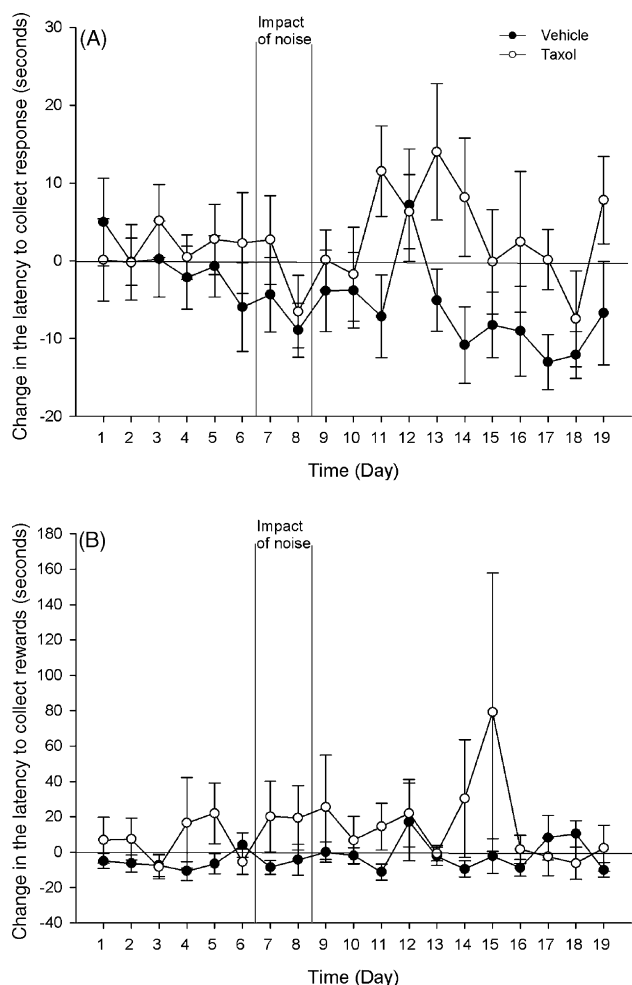 (A)
Impact
of noise
Vehicle
Taxol
Change in the latency to collect response (seconds)
30
20
10
0
-10
-20
1 2 3 4 5 6 7 8 9 10 11 12 13 14 15 16 17 18 19
Time (Day)
(B)
Impact
of noise
Change in the latency to collect rewards (seconds)
180
160
140
120
100
80
60
40
20
0
-20
-40
1 2 3 4 5 6 7 8 9 10 11 12 13 14 15 16 17 18 19
Time (Day)